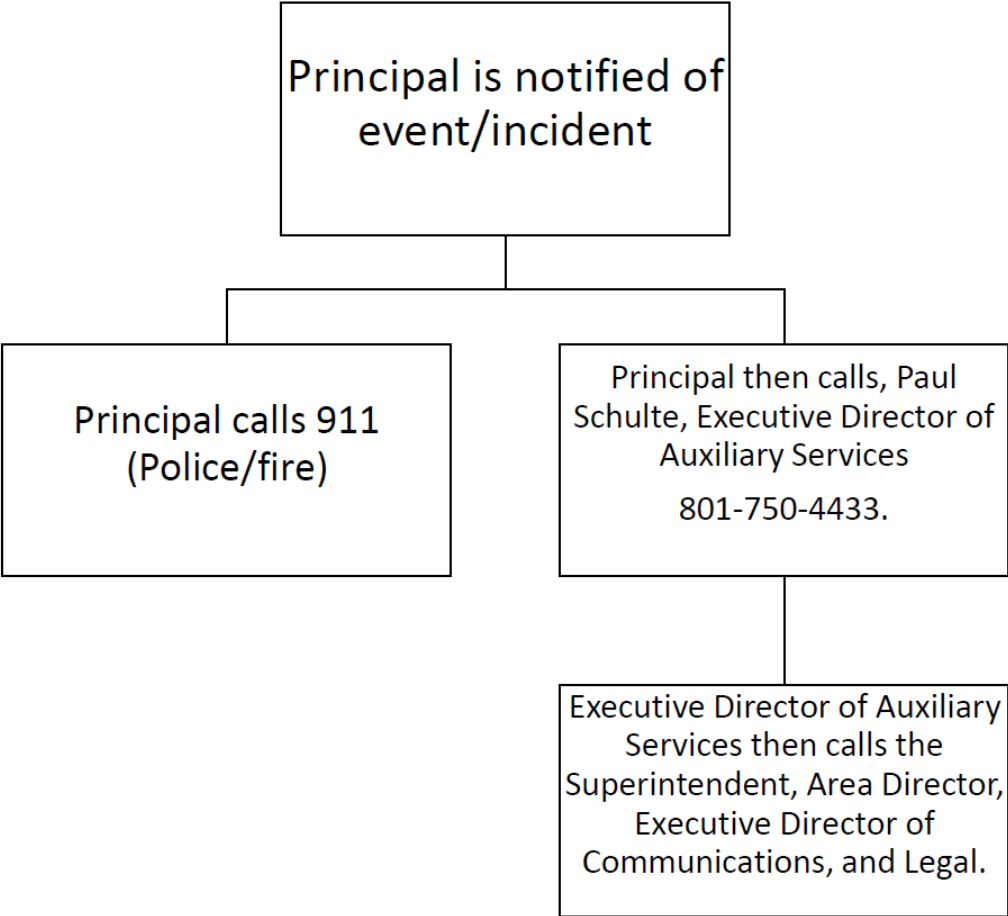 Principal is notified of
event/incident
Principal calls 911
(Police/fire)
Principal then calls, Paul
Schulte, Executive Director of
Auxiliary Services
801-750-4433.
Executive Director of Auxiliary
Services then calls the
Superintendent, Area Director,
Executive Director of
Communications, and Legal.